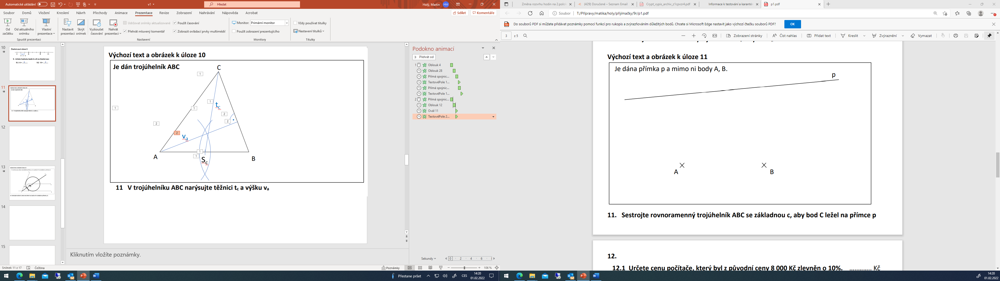 Automatické ukládání
v1
Hledat
Holý, Martin
HM
Soubor
Domů
Vložení
Kreslení
Návrh
Přechody
Animace
Prezentace
Revize
Zobrazení
Nahrávání
Nápověda
Acrobat
Sdílet
Komentáře
Od začátku
Od aktuálního snímku
Vlastní prezentace
Spustit prezentaci
Nastavit prezentaci
Skrýt snímek
Vyzkoušet časování
Nahrát prezentaci
Udržovat snímky aktualizované
Přehrát mluvený komentář
Použít časování
Zobrazit ovládací prvky multimédií
Nastavení
Monitor:
Primární monitor
Použít zobrazení prezentujícího
Monitory
Vždy používat titulky
Nastavení titulků
Titulky
10
11
12
13
14
15
Výchozí text a obrázek k úloze 10
Je dán trojúhelník ABC
C
1
1
1
1
tc
2
2
2
2
va
1
1
Sc
A
B
11 V trojúhelníku ABC narýsujte těžnici tc a výšku va
Podokno animací
Přehrát od
1 Oblouk 4
Oblouk 28
Přímá spojnic...
TextovéPole 1...
Přímá spojnic...
TextovéPole 1...
2 Přímá spojnic...
Oblouk 12
Ovál 11
TextovéPole 2...
Sekundy
0 2 4 6
Kliknutím vložíte poznámky.
Snímek 11 z 17
Čeština
Poznámky
106 %
Přestane pršet
CES
14:20
01.02.2022
Změna rozvrhu hodin na 2.polol
(429) Doručené – Seznam Email
Crypt_vypis_archiv_z1cpvzr4.pdf
Informace k testování a karantén
p1.pdf
Soubor
T:/Přípravy/matika/holy/přijímačky/9r/p1.pdf
Do souborů PDF si můžete přidávat poznámky pomocí funkcí pro rukopis a zvýrazňováním důležitých bodů. Chcete si Microsoft Edge nastavit jako výchozí čtečku souborů PDF?
OK
3
z 5
Zobrazení stránky
Číst nahlas
Přidat text
Kreslit
Zvýraznění
Vymazat
Výchozí text a obrázek k úloze 11
Je dána přímka p a mimo ni body A, B.
p
A
B
11. Sestrojte rovnoramenný trojúhelník ABC se základnou c, aby bod C ležel na přímce p
12.
12.1 Určete cenu počítače, který byl z původní ceny 8 000 Kč zlevněn o 10%. ............. Kč
14:20
01.02.2022